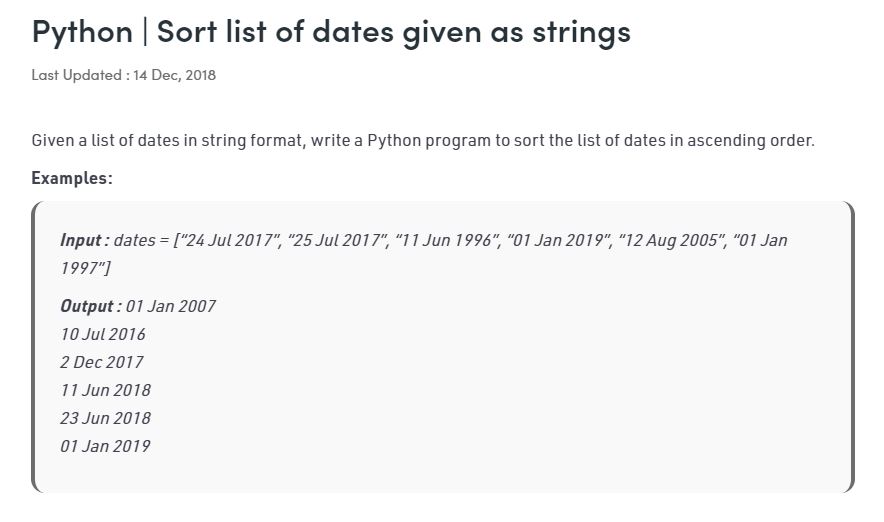 Python | Sort list of dates given as strings
Last Updated : 14 Dec, 2018
Given a list of dates in string format, write a Python program to sort the list of dates in ascending order.
Examples:
Input : dates = [“24 Jul 2017”, “25 Jul 2017”, “11 Jun 1996”, “01 Jan 2019”, “12 Aug 2005”, “01 Jan
1997”]
Output : 01 Jan 2007
10 Jul 2016
2 Dec 2017
11 Jun 2018
23 Jun 2018
01 Jan 2019